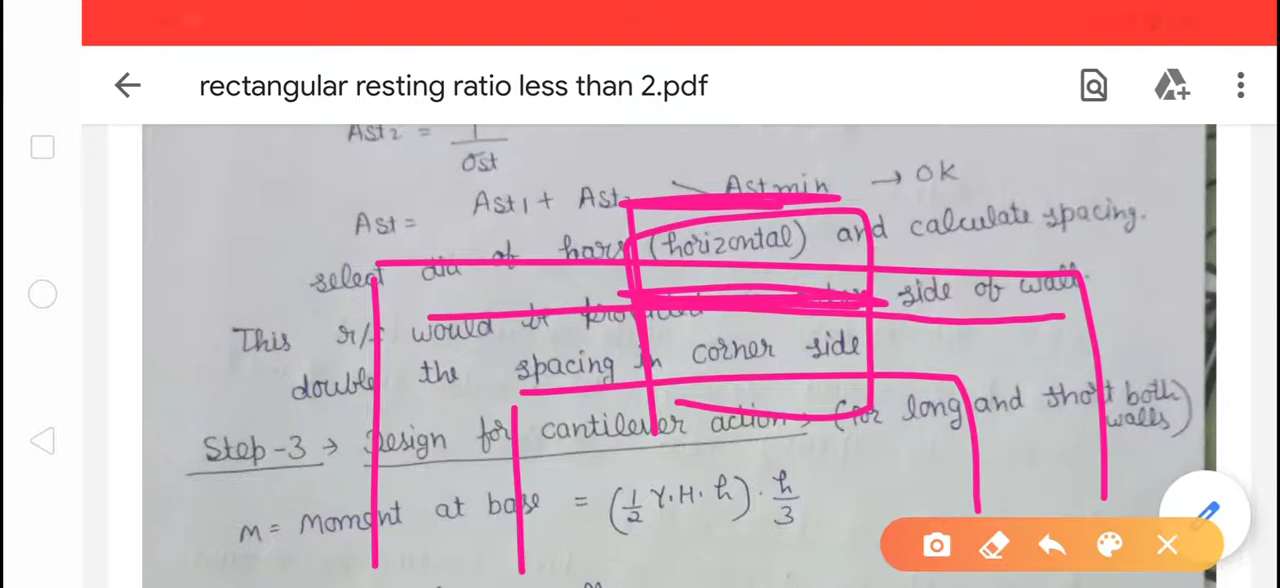 rectangular resting ratio less than 2.pdf
Ast2 = 1 / σst
Ast = Ast1 + Ast2 > Astmin → OK
select dia of bars (horizontal) and calculate spacing.
This r/f would be provided side of wall.
double the spacing in corner side
Step-3 → Design for cantilever action :- (for long and short both walls)
M = Moment at base = (1/2 γ.H.h) . h/3